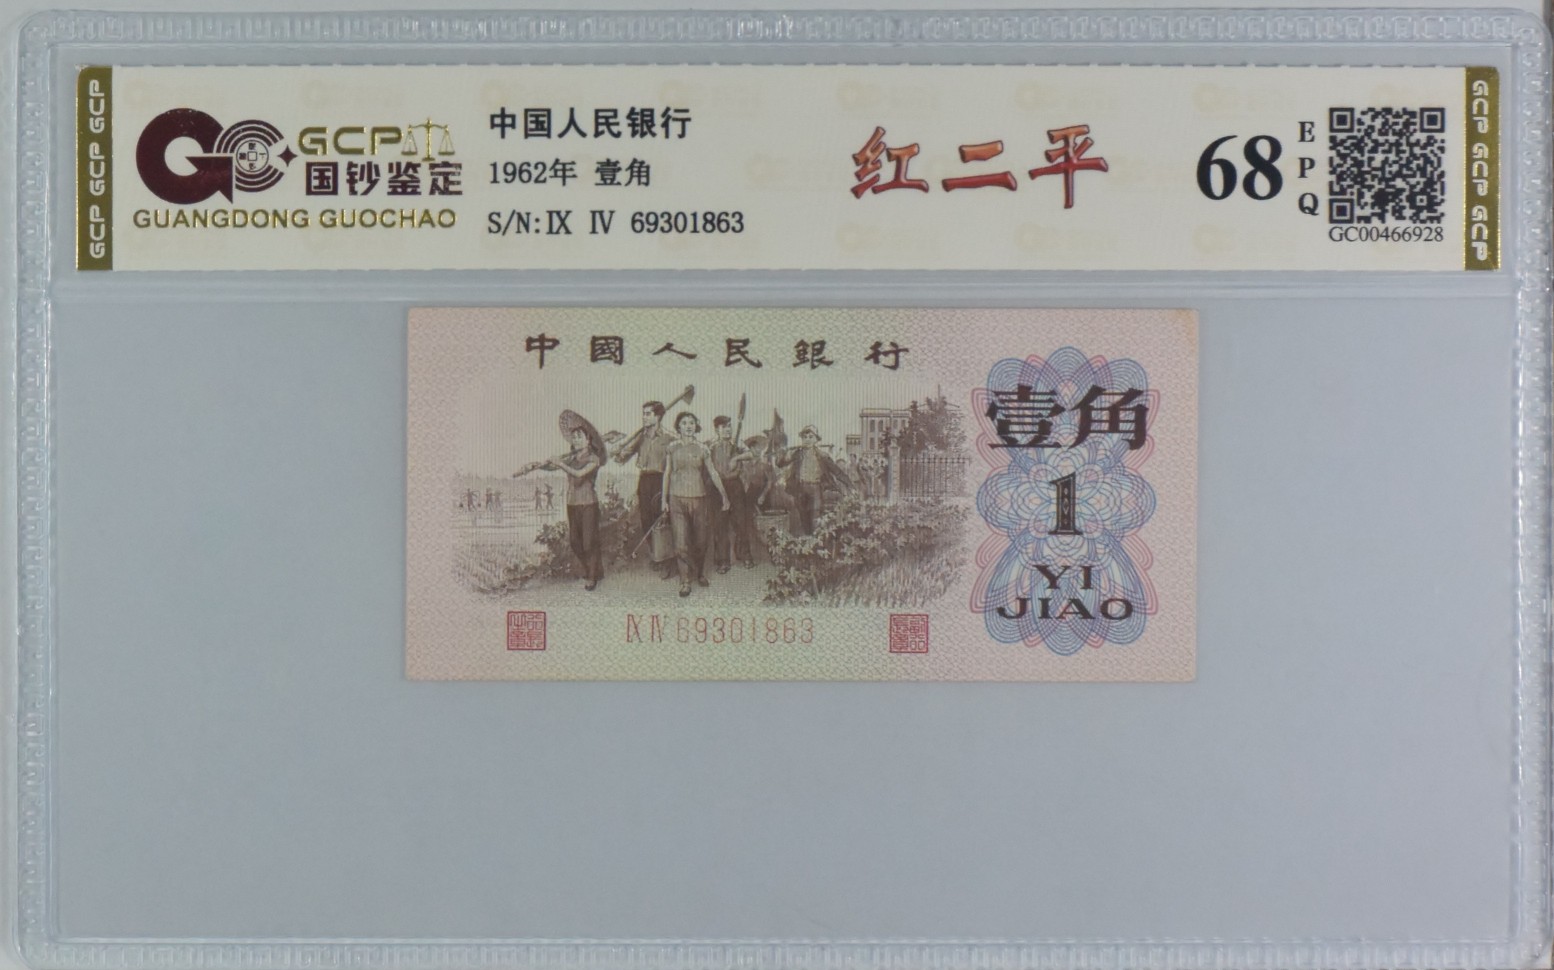 GCP GCP GCP
GCP
国钞鉴定
GUANGDONG GUOCHAO
中国人民银行
1962年 壹角
S/N:IX IV 69301863
红二平
68
EPQ
GC00466928
GCP GCP GCP
中國人民銀行
壹角
1
YI
JIAO
IX IV 69301863